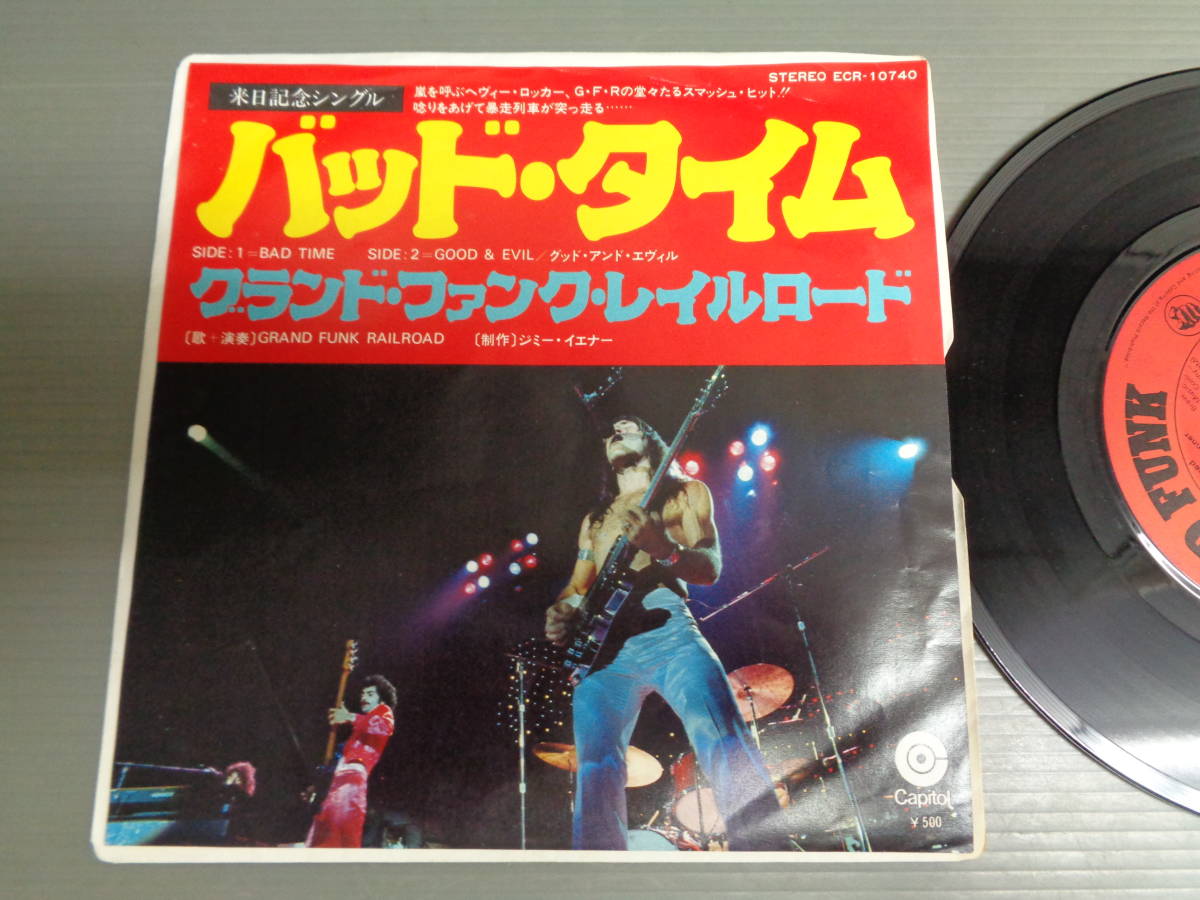 STEREO ECR-10740
来日記念シングル
嵐を呼ぶヘヴィー・ロッカー、G・F・Rの堂々たるスマッシュ・ヒット!!
唸りをあげて暴走列車が突っ走る……
バッド・タイム
SIDE: 1=BAD TIME SIDE: 2=GOOD & EVIL/グッド・アンド・エヴィル
グランド・ファンク・レイルロード
〔歌+演奏〕GRAND FUNK RAILROAD 〔制作〕ジミー・イエナー
Capitol
¥500
FUNK